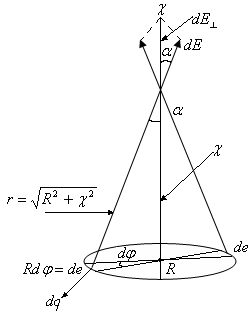 χ
dE⊥
α
dE
α
r = √R² + χ²
χ
dφ
de
Rdφ = de
R
dq